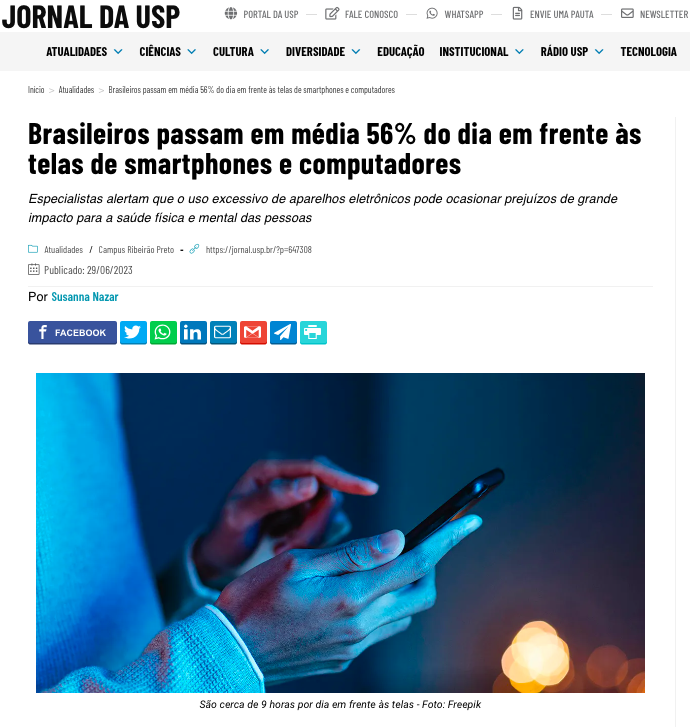 JORNAL DA USP
PORTAL DA USP — FALE CONOSCO — WHATSAPP — ENVIE UMA PAUTA — NEWSLETTER
ATUALIDADES CIÊNCIAS CULTURA DIVERSIDADE EDUCAÇÃO INSTITUCIONAL RÁDIO USP TECNOLOGIA
Início > Atualidades > Brasileiros passam em média 56% do dia em frente às telas de smartphones e computadores
Brasileiros passam em média 56% do dia em frente às
telas de smartphones e computadores
Especialistas alertam que o uso excessivo de aparelhos eletrônicos pode ocasionar prejuízos de grande
impacto para a saúde física e mental das pessoas
Atualidades / Campus Ribeirão Preto - https://jornal.usp.br/?p=647308
Publicado: 29/06/2023
Por Susanna Nazar
FACEBOOK
São cerca de 9 horas por dia em frente às telas - Foto: Freepik